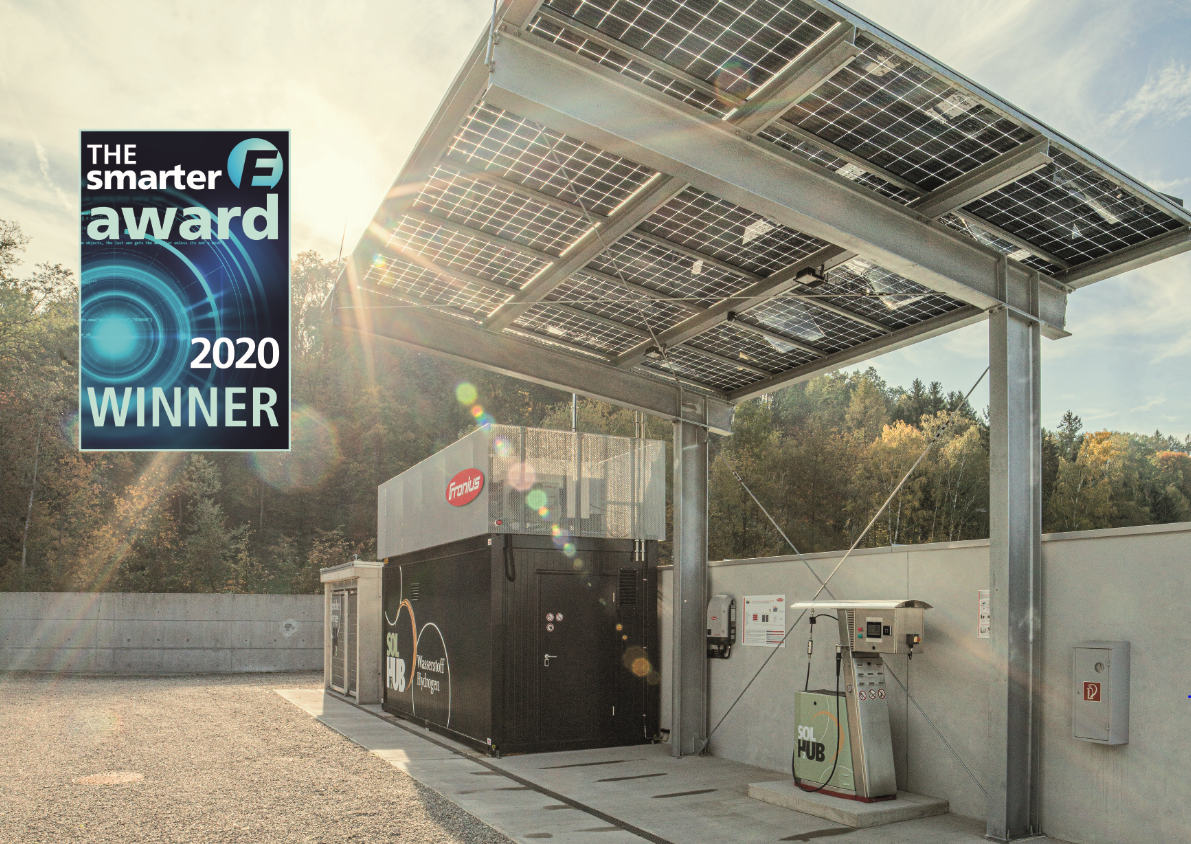 THE
smarter E
award
2020
WINNER
Fronius
SOL
HUB
Wasserstoff
Hydrogen
SOL
HUB